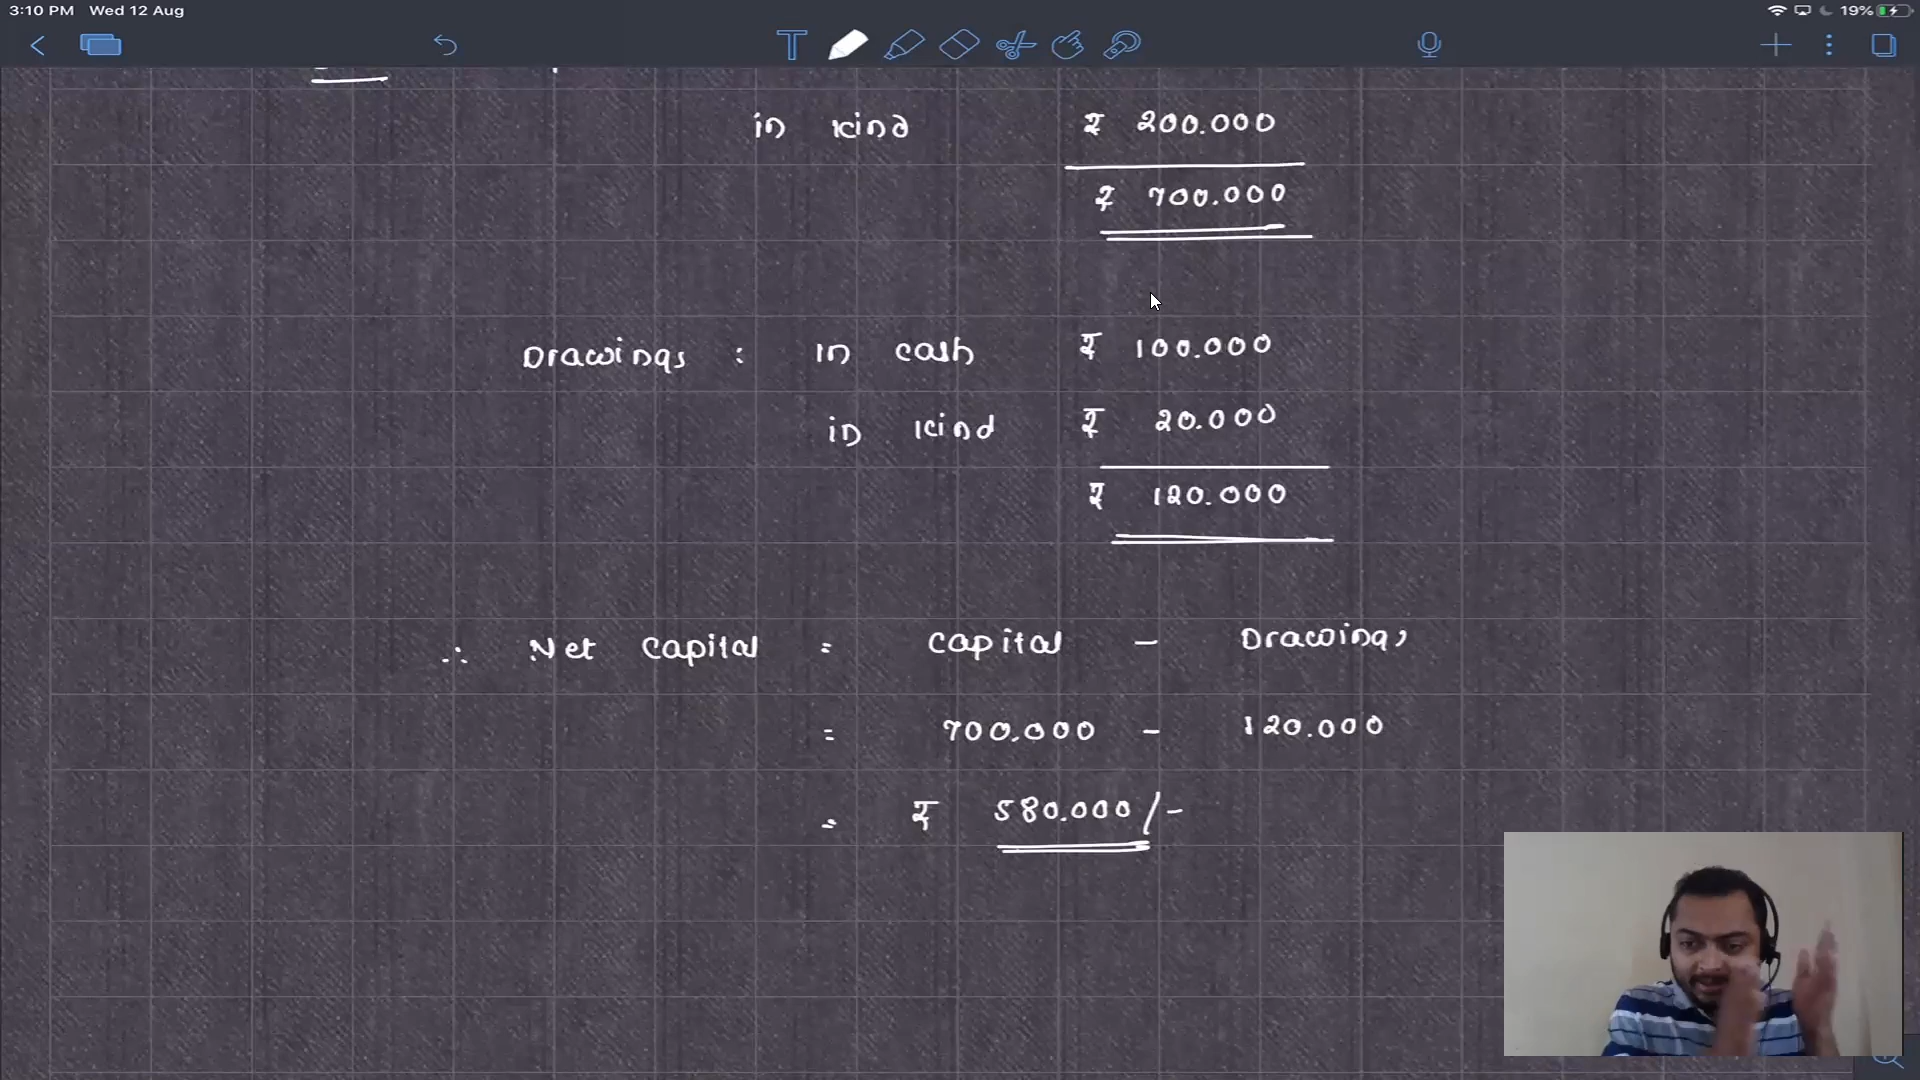 3:10 PM Wed 12 Aug
19%
T
in kind ₹ 200.000
₹ 700.000
Drawings : in cash ₹ 100.000
in kind ₹ 20.000
₹ 120.000
∴ Net Capital = Capital - Drawings
= 700.000 - 120.000
= ₹ 580.000/-